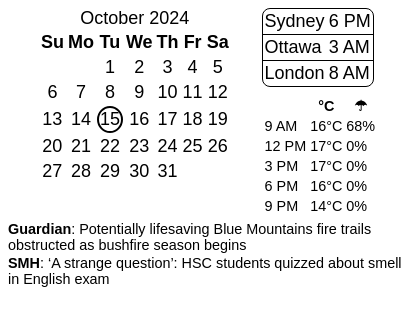 October 2024
Su Mo Tu We Th Fr Sa
1 2 3 4 5
6 7 8 9 10 11 12
13 14 15 16 17 18 19
20 21 22 23 24 25 26
27 28 29 30 31
Sydney 6 PM
Ottawa 3 AM
London 8 AM
°C ☂
9 AM 16°C 68%
12 PM 17°C 0%
3 PM 17°C 0%
6 PM 16°C 0%
9 PM 14°C 0%
Guardian: Potentially lifesaving Blue Mountains fire trails
obstructed as bushfire season begins
SMH: ‘A strange question’: HSC students quizzed about smell
in English exam